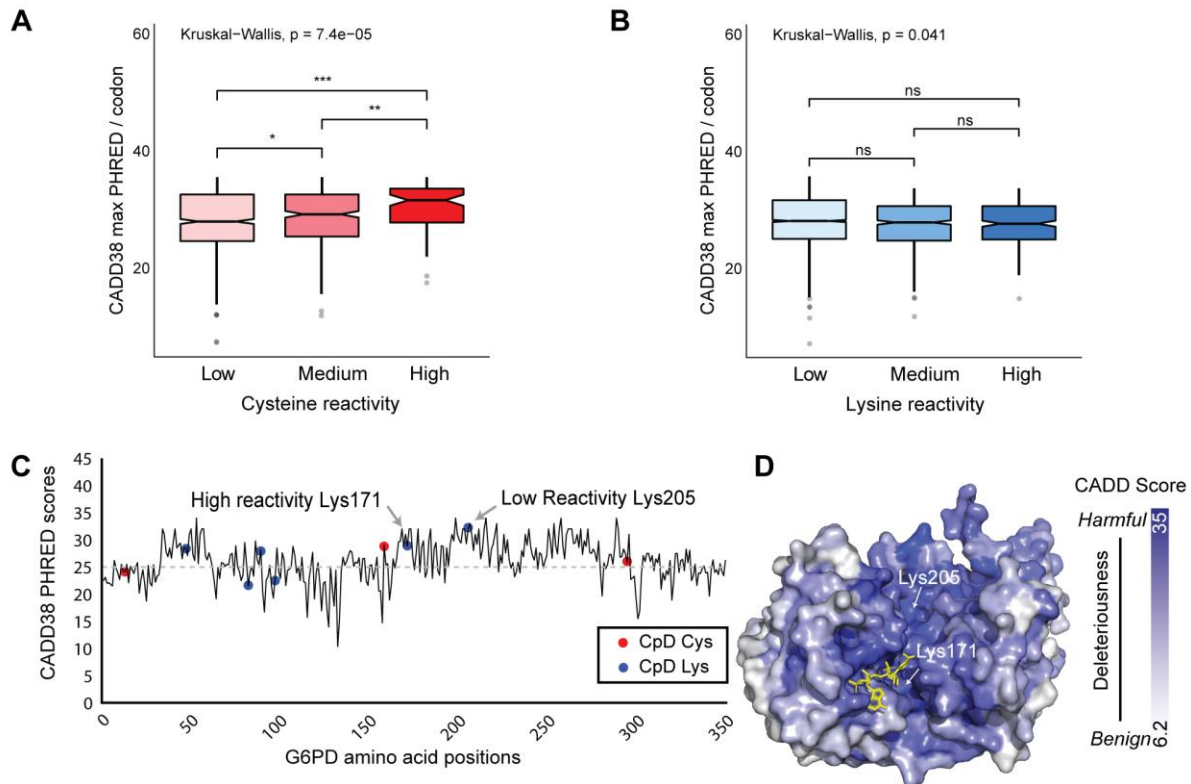 A
Kruskal−Wallis, p = 7.4e−05
CADD38 max PHRED / codon
60
40
20
***
**
*
Low
Medium
High
Cysteine reactivity
B
Kruskal−Wallis, p = 0.041
CADD38 max PHRED / codon
60
40
20
ns
ns
ns
Low
Medium
High
Lysine reactivity
C
CADD38 PHRED scores
45
40
35
30
25
20
15
10
5
0
High reactivity Lys171
Low Reactivity Lys205
CpD Cys
CpD Lys
0
50
100
150
200
250
300
350
G6PD amino acid positions
D
Lys205
Lys171
CADD Score
Harmful
35
Deleteriousness
Benign
6.2